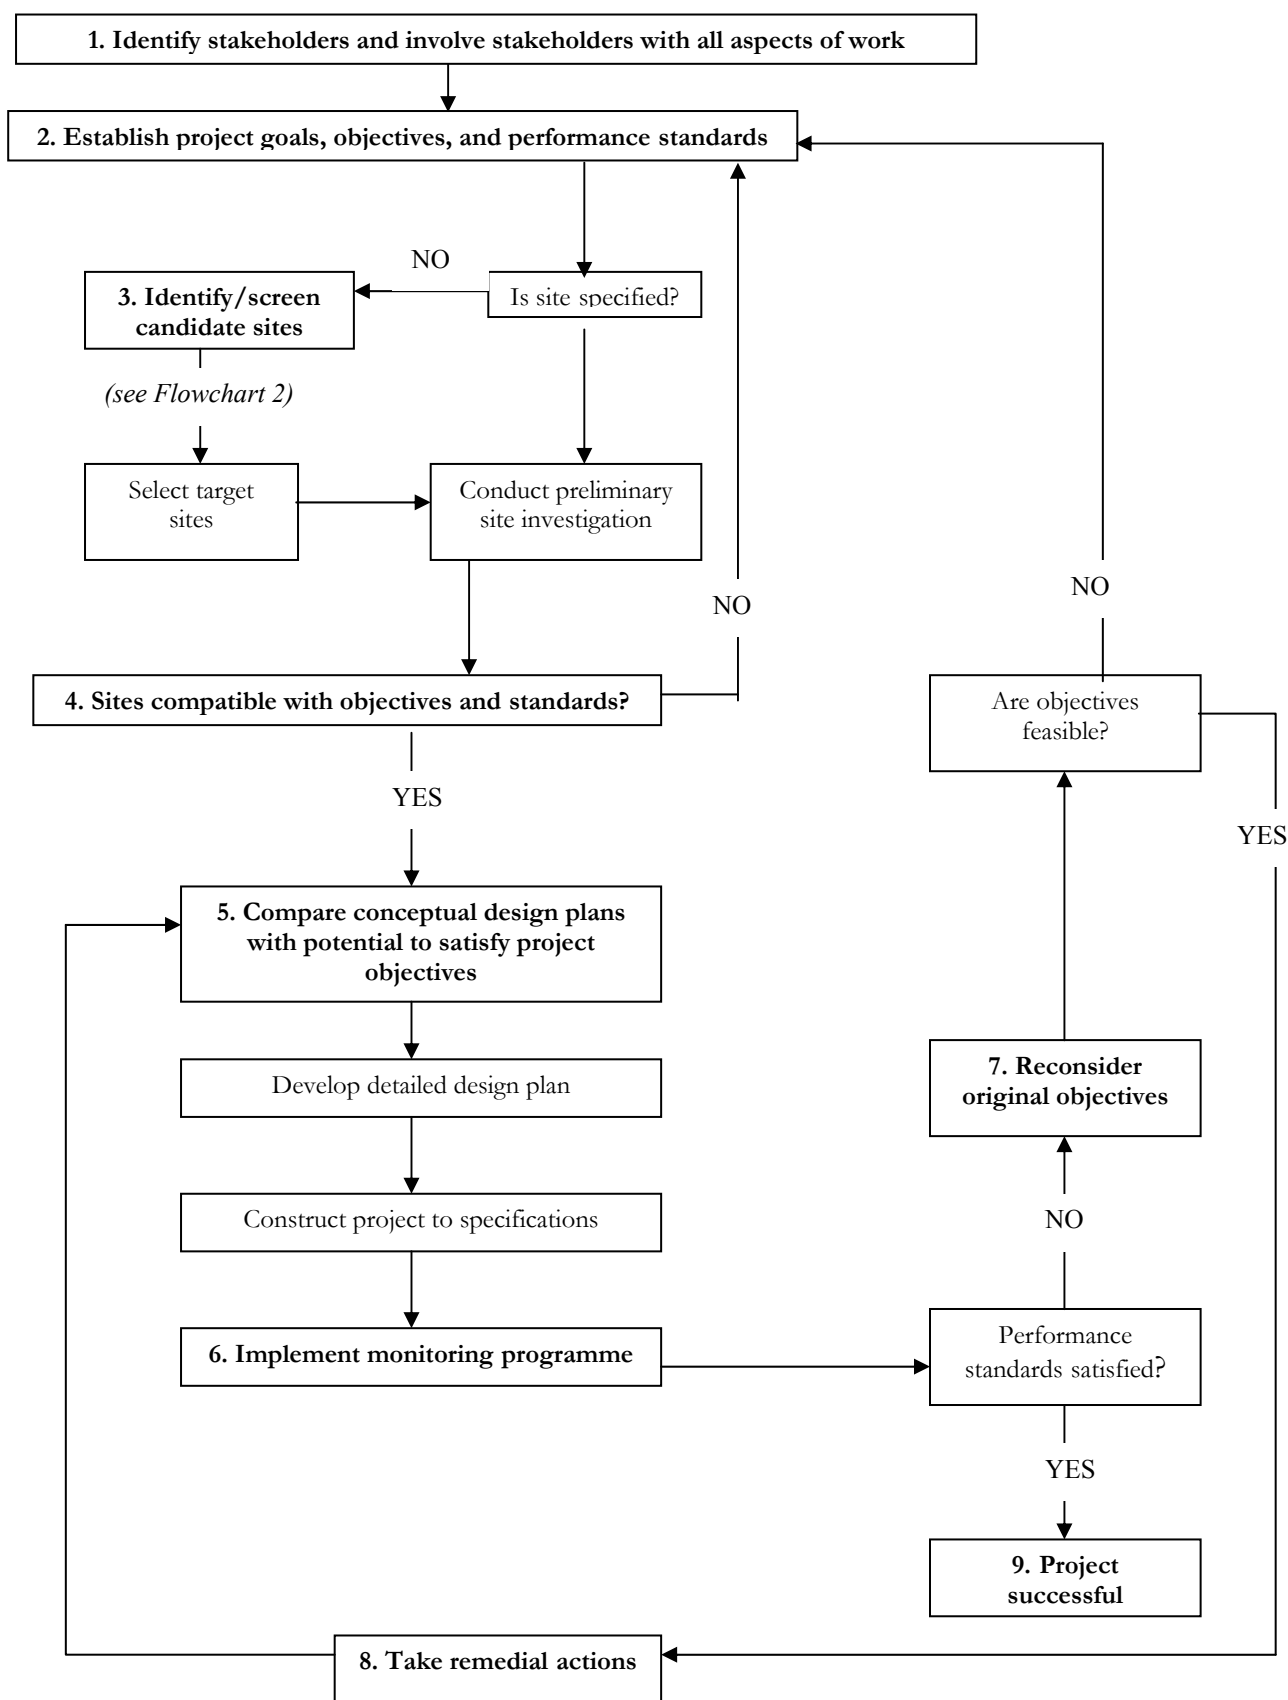 1. Identify stakeholders and involve stakeholders with all aspects of work
2. Establish project goals, objectives, and performance standards
NO
3. Identify/screen
candidate sites
Is site specified?
(see Flowchart 2)
Select target
sites
Conduct preliminary
site investigation
NO
NO
4. Sites compatible with objectives and standards?
Are objectives
feasible?
YES
YES
5. Compare conceptual design plans
with potential to satisfy project
objectives
Develop detailed design plan
7. Reconsider
original objectives
Construct project to specifications
NO
6. Implement monitoring programme
Performance
standards satisfied?
YES
9. Project
successful
8. Take remedial actions